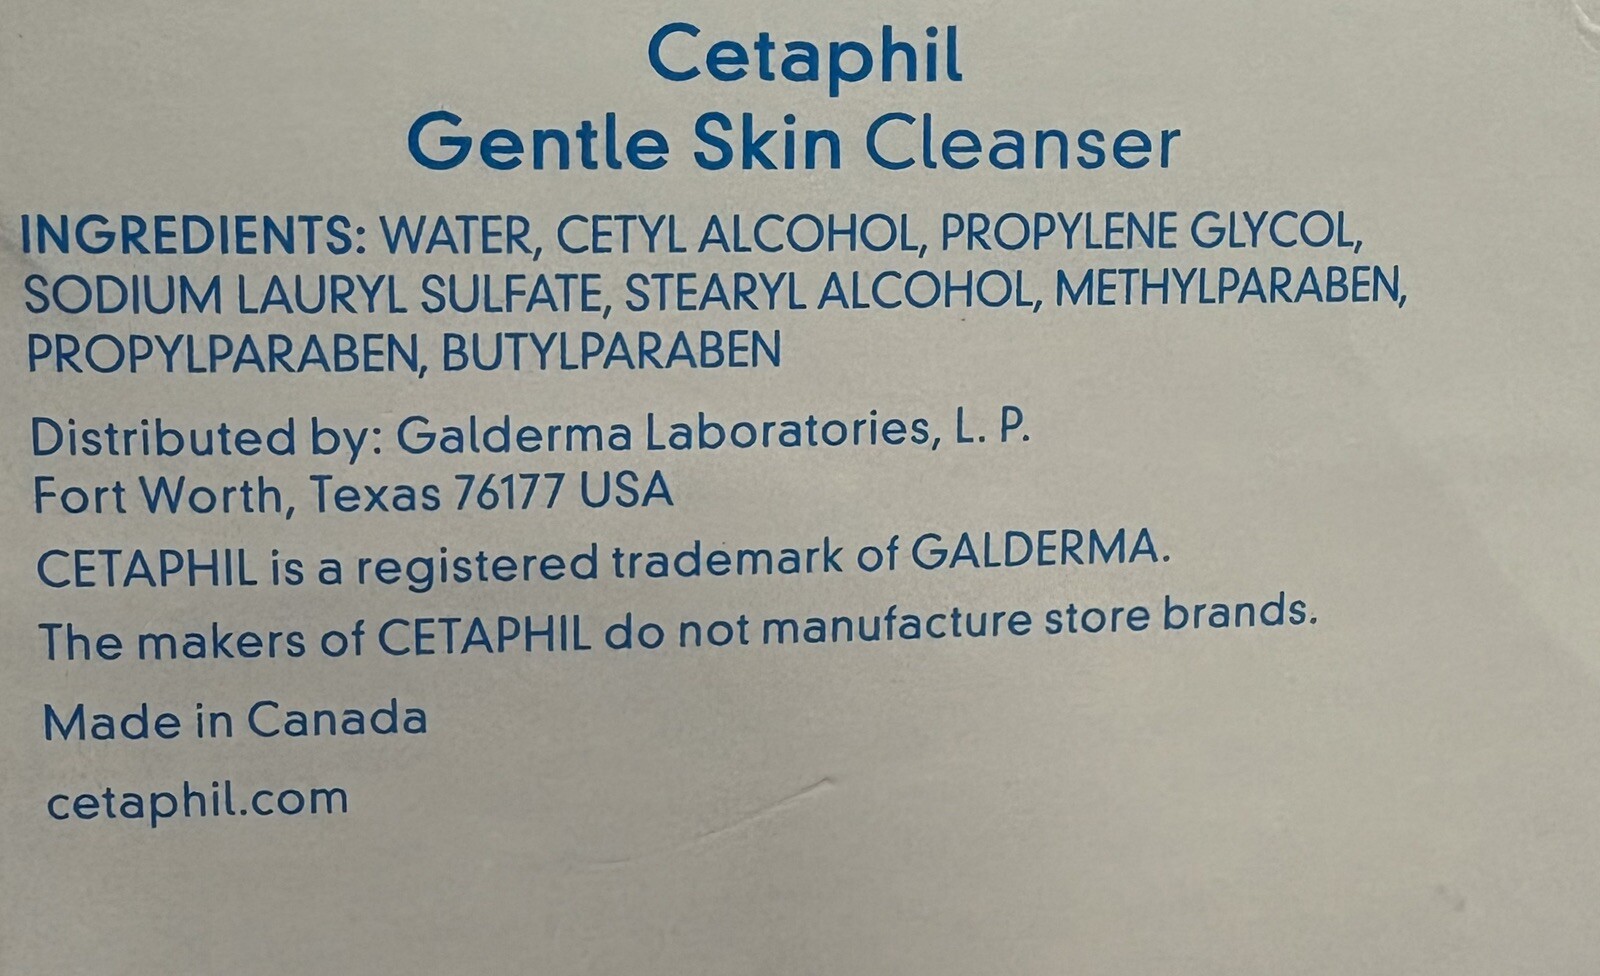 Cetaphil
Gentle Skin Cleanser
INGREDIENTS: WATER, CETYL ALCOHOL, PROPYLENE GLYCOL,
SODIUM LAURYL SULFATE, STEARYL ALCOHOL, METHYLPARABEN,
PROPYLPARABEN, BUTYLPARABEN
Distributed by: Galderma Laboratories, L. P.
Fort Worth, Texas 76177 USA
CETAPHIL is a registered trademark of GALDERMA.
The makers of CETAPHIL do not manufacture store brands.
Made in Canada
cetaphil.com